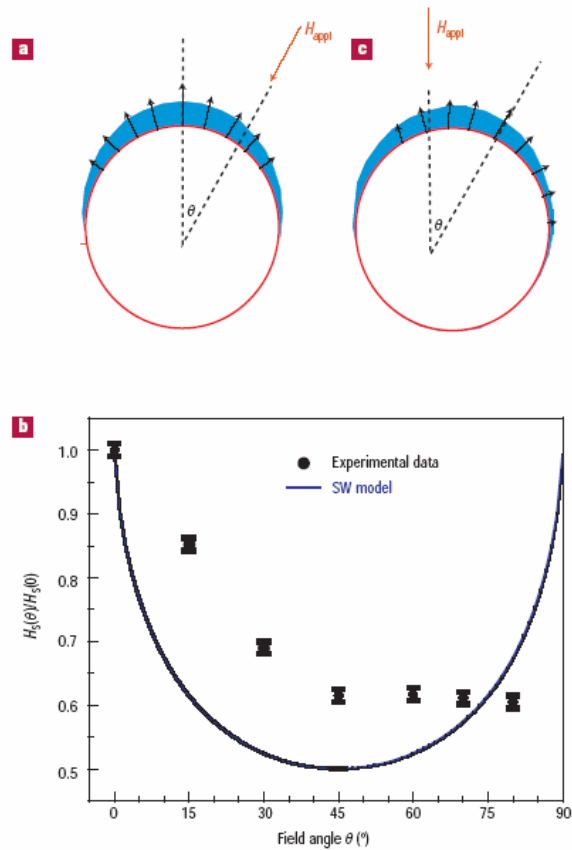 a
H_appl
θ
c
H_appl
θ
b
Experimental data
SW model
H_S(θ)/H_S(0)
1.0
0.9
0.8
0.7
0.6
0.5
0 15 30 45 60 75 90
Field angle θ (°)